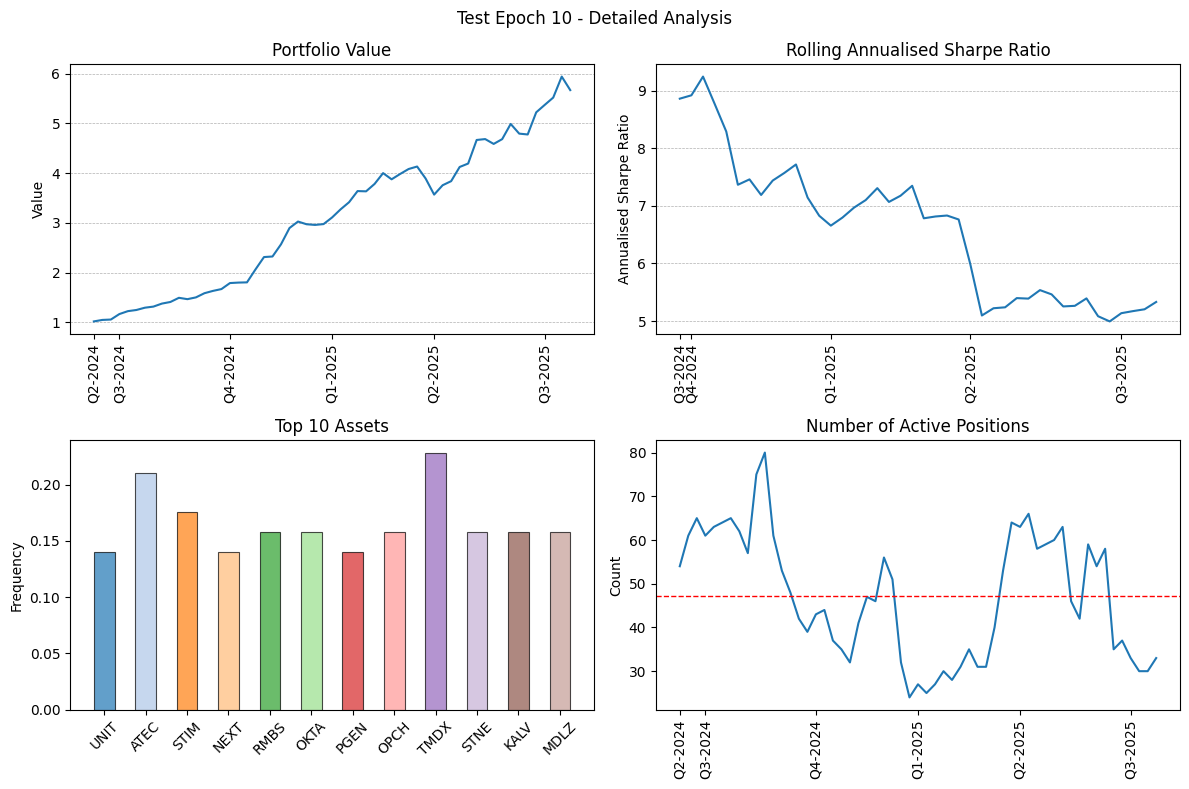 Test Epoch 10 - Detailed Analysis
Portfolio Value
Value
6
5
4
3
2
1
Q2-2024
Q3-2024
Q4-2024
Q1-2025
Q2-2025
Q3-2025
Rolling Annualised Sharpe Ratio
Annualised Sharpe Ratio
9
8
7
6
5
Q3-2024
Q4-2024
Q1-2025
Q2-2025
Q3-2025
Top 10 Assets
Frequency
0.20
0.15
0.10
0.05
0.00
UNIT
ATEC
STIM
NEXT
RMBS
OKTA
PGEN
OPCH
TMDX
STNE
KALV
MDLZ
Number of Active Positions
Count
80
70
60
50
40
30
Q2-2024
Q3-2024
Q4-2024
Q1-2025
Q2-2025
Q3-2025